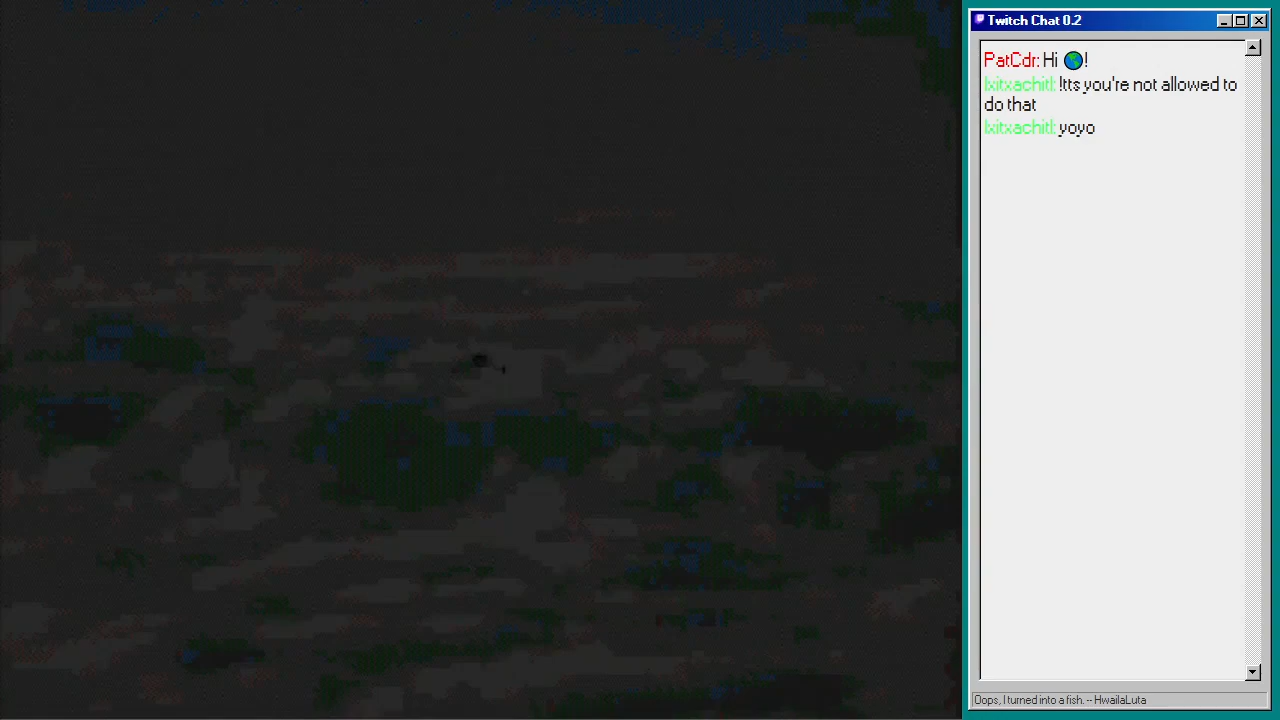 Twitch Chat 0.2
PatCdr: Hi 🌎!
Ixitxachitl: !tts you're not allowed to
do that
Ixitxachitl: yoyo
Oops, I turned into a fish. -- HwailaLuta